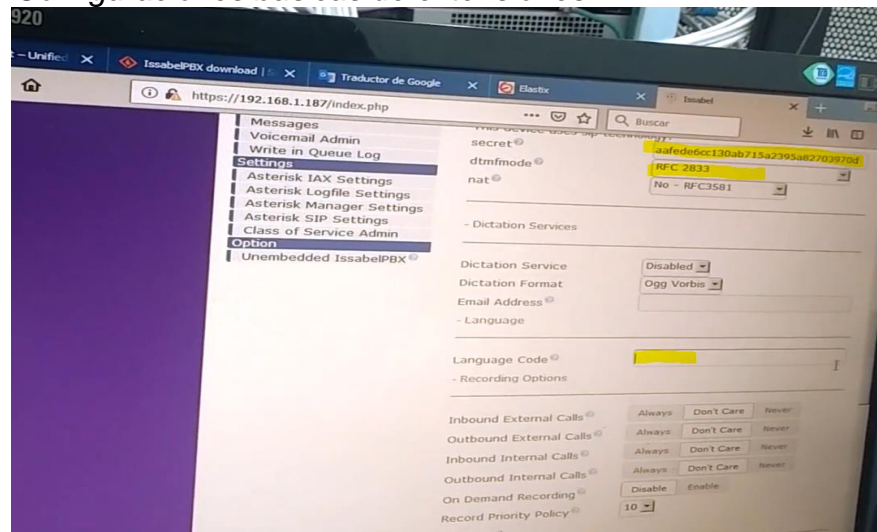 920
– Unified
IssabelPBX download | S
Traductor de Google
Elastix
Issabel
https://192.168.1.187/index.php
Buscar
Messages
Voicemail Admin
Write in Queue Log
Settings
Asterisk IAX Settings
Asterisk Logfile Settings
Asterisk Manager Settings
Asterisk SIP Settings
Class of Service Admin
Option
Unembedded IssabelPBX
This device uses sip technology.
secret aafede6cc130ab715a2395a82703970d
dtmfmode RFC 2833
nat No - RFC3581
- Dictation Services
Dictation Service Disabled
Dictation Format Ogg Vorbis
Email Address
- Language
Language Code
- Recording Options
Inbound External Calls Always Don't Care Never
Outbound External Calls Always Don't Care Never
Inbound Internal Calls Always Don't Care Never
Outbound Internal Calls Always Don't Care Never
On Demand Recording Disable Enable
Record Priority Policy 10